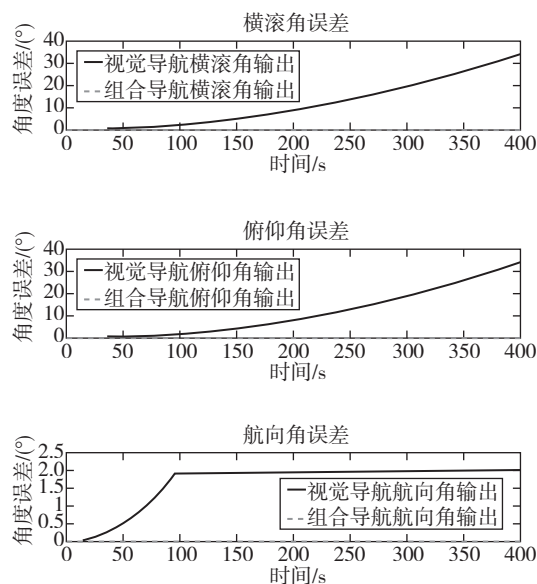 横滚角误差
角度误差/(°)
40
30
20
10
0
视觉导航横滚角输出
组合导航横滚角输出
0 50 100 150 200 250 300 350 400
时间/s
俯仰角误差
角度误差/(°)
40
30
20
10
0
视觉导航俯仰角输出
组合导航俯仰角输出
0 50 100 150 200 250 300 350 400
时间/s
航向角误差
角度误差/(°)
2.5
2.0
1.5
1.0
0.5
0
视觉导航航向角输出
组合导航航向角输出
0 50 100 150 200 250 300 350 400
时间/s